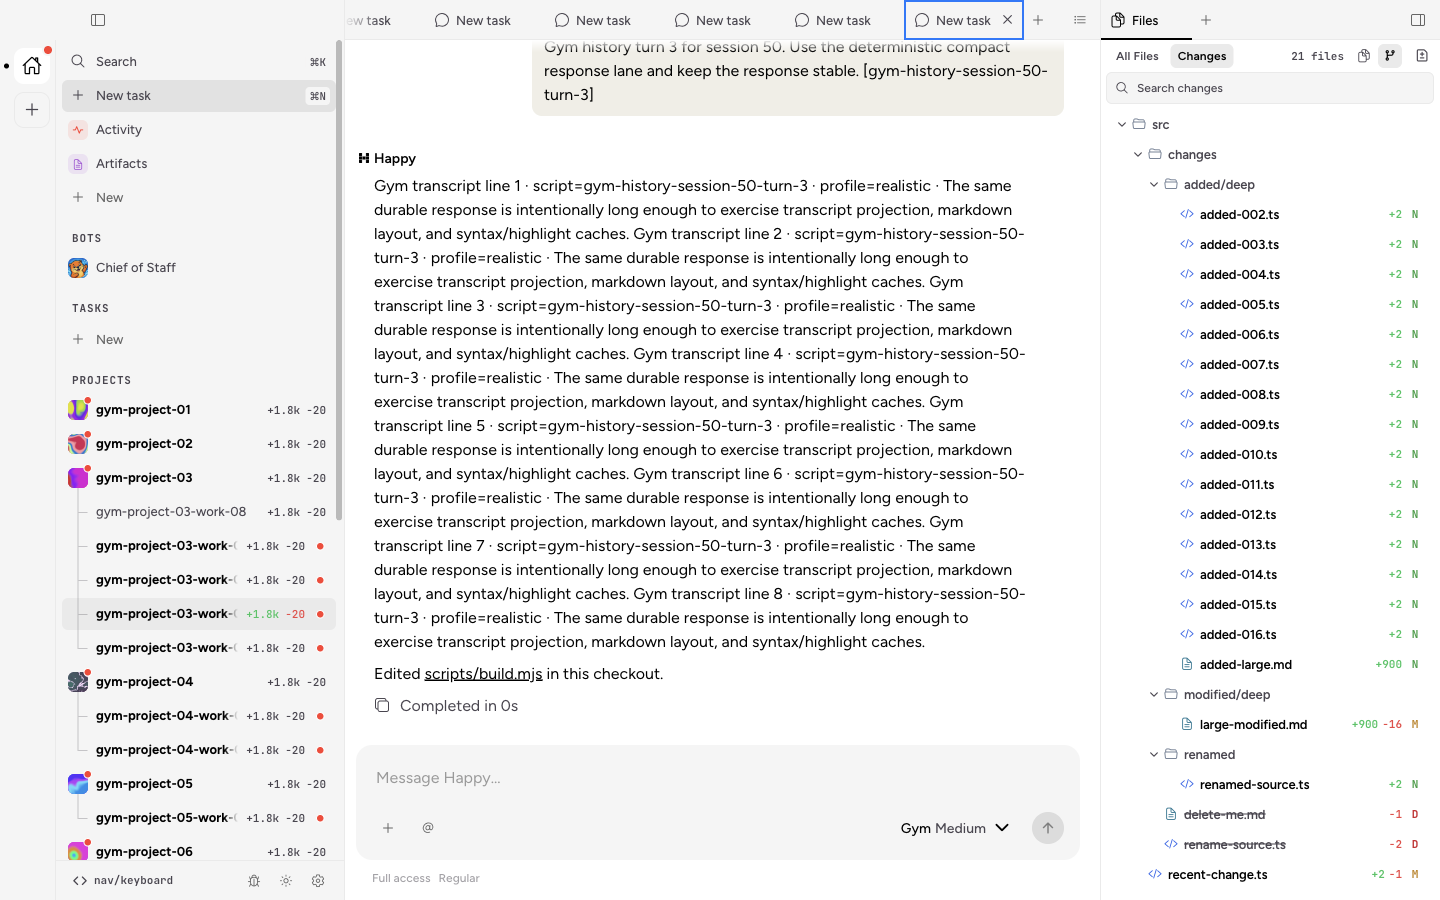 w task
New task
New task
New task
New task
New task
Files
Search ⌘K
New task ⌘N
Activity
Artifacts
New
BOTS
Chief of Staff
TASKS
New
PROJECTS
gym-project-01 +1.8k -20
gym-project-02 +1.8k -20
gym-project-03 +1.8k -20
gym-project-03-work-08 +1.8k -20
gym-project-03-work- +1.8k -20
gym-project-03-work- +1.8k -20
gym-project-03-work- +1.8k -20
gym-project-03-work- +1.8k -20
gym-project-04 +1.8k -20
gym-project-04-work- +1.8k -20
gym-project-04-work- +1.8k -20
gym-project-05 +1.8k -20
gym-project-05-work- +1.8k -20
gym-project-06 +1.8k -20
nav/keyboard
Gym history turn 3 for session 50. Use the deterministic compact
response lane and keep the response stable. [gym-history-session-50-
turn-3]
Happy
Gym transcript line 1 · script=gym-history-session-50-turn-3 · profile=realistic · The same
durable response is intentionally long enough to exercise transcript projection, markdown
layout, and syntax/highlight caches. Gym transcript line 2 · script=gym-history-session-50-
turn-3 · profile=realistic · The same durable response is intentionally long enough to
exercise transcript projection, markdown layout, and syntax/highlight caches. Gym
transcript line 3 · script=gym-history-session-50-turn-3 · profile=realistic · The same
durable response is intentionally long enough to exercise transcript projection, markdown
layout, and syntax/highlight caches. Gym transcript line 4 · script=gym-history-session-50-
turn-3 · profile=realistic · The same durable response is intentionally long enough to
exercise transcript projection, markdown layout, and syntax/highlight caches. Gym
transcript line 5 · script=gym-history-session-50-turn-3 · profile=realistic · The same
durable response is intentionally long enough to exercise transcript projection, markdown
layout, and syntax/highlight caches. Gym transcript line 6 · script=gym-history-session-50-
turn-3 · profile=realistic · The same durable response is intentionally long enough to
exercise transcript projection, markdown layout, and syntax/highlight caches. Gym
transcript line 7 · script=gym-history-session-50-turn-3 · profile=realistic · The same
durable response is intentionally long enough to exercise transcript projection, markdown
layout, and syntax/highlight caches. Gym transcript line 8 · script=gym-history-session-50-
turn-3 · profile=realistic · The same durable response is intentionally long enough to
exercise transcript projection, markdown layout, and syntax/highlight caches.
Edited scripts/build.mjs in this checkout.
Completed in 0s
Message Happy...
@ Gym Medium
Full access Regular
All Files Changes 21 files
Search changes
src
changes
added/deep
added-002.ts +2 N
added-003.ts +2 N
added-004.ts +2 N
added-005.ts +2 N
added-006.ts +2 N
added-007.ts +2 N
added-008.ts +2 N
added-009.ts +2 N
added-010.ts +2 N
added-011.ts +2 N
added-012.ts +2 N
added-013.ts +2 N
added-014.ts +2 N
added-015.ts +2 N
added-016.ts +2 N
added-large.md +900 N
modified/deep
large-modified.md +900 -16 M
renamed
renamed-source.ts +2 N
delete-me.md -1 D
rename-source.ts -2 D
recent-change.ts +2 -1 M